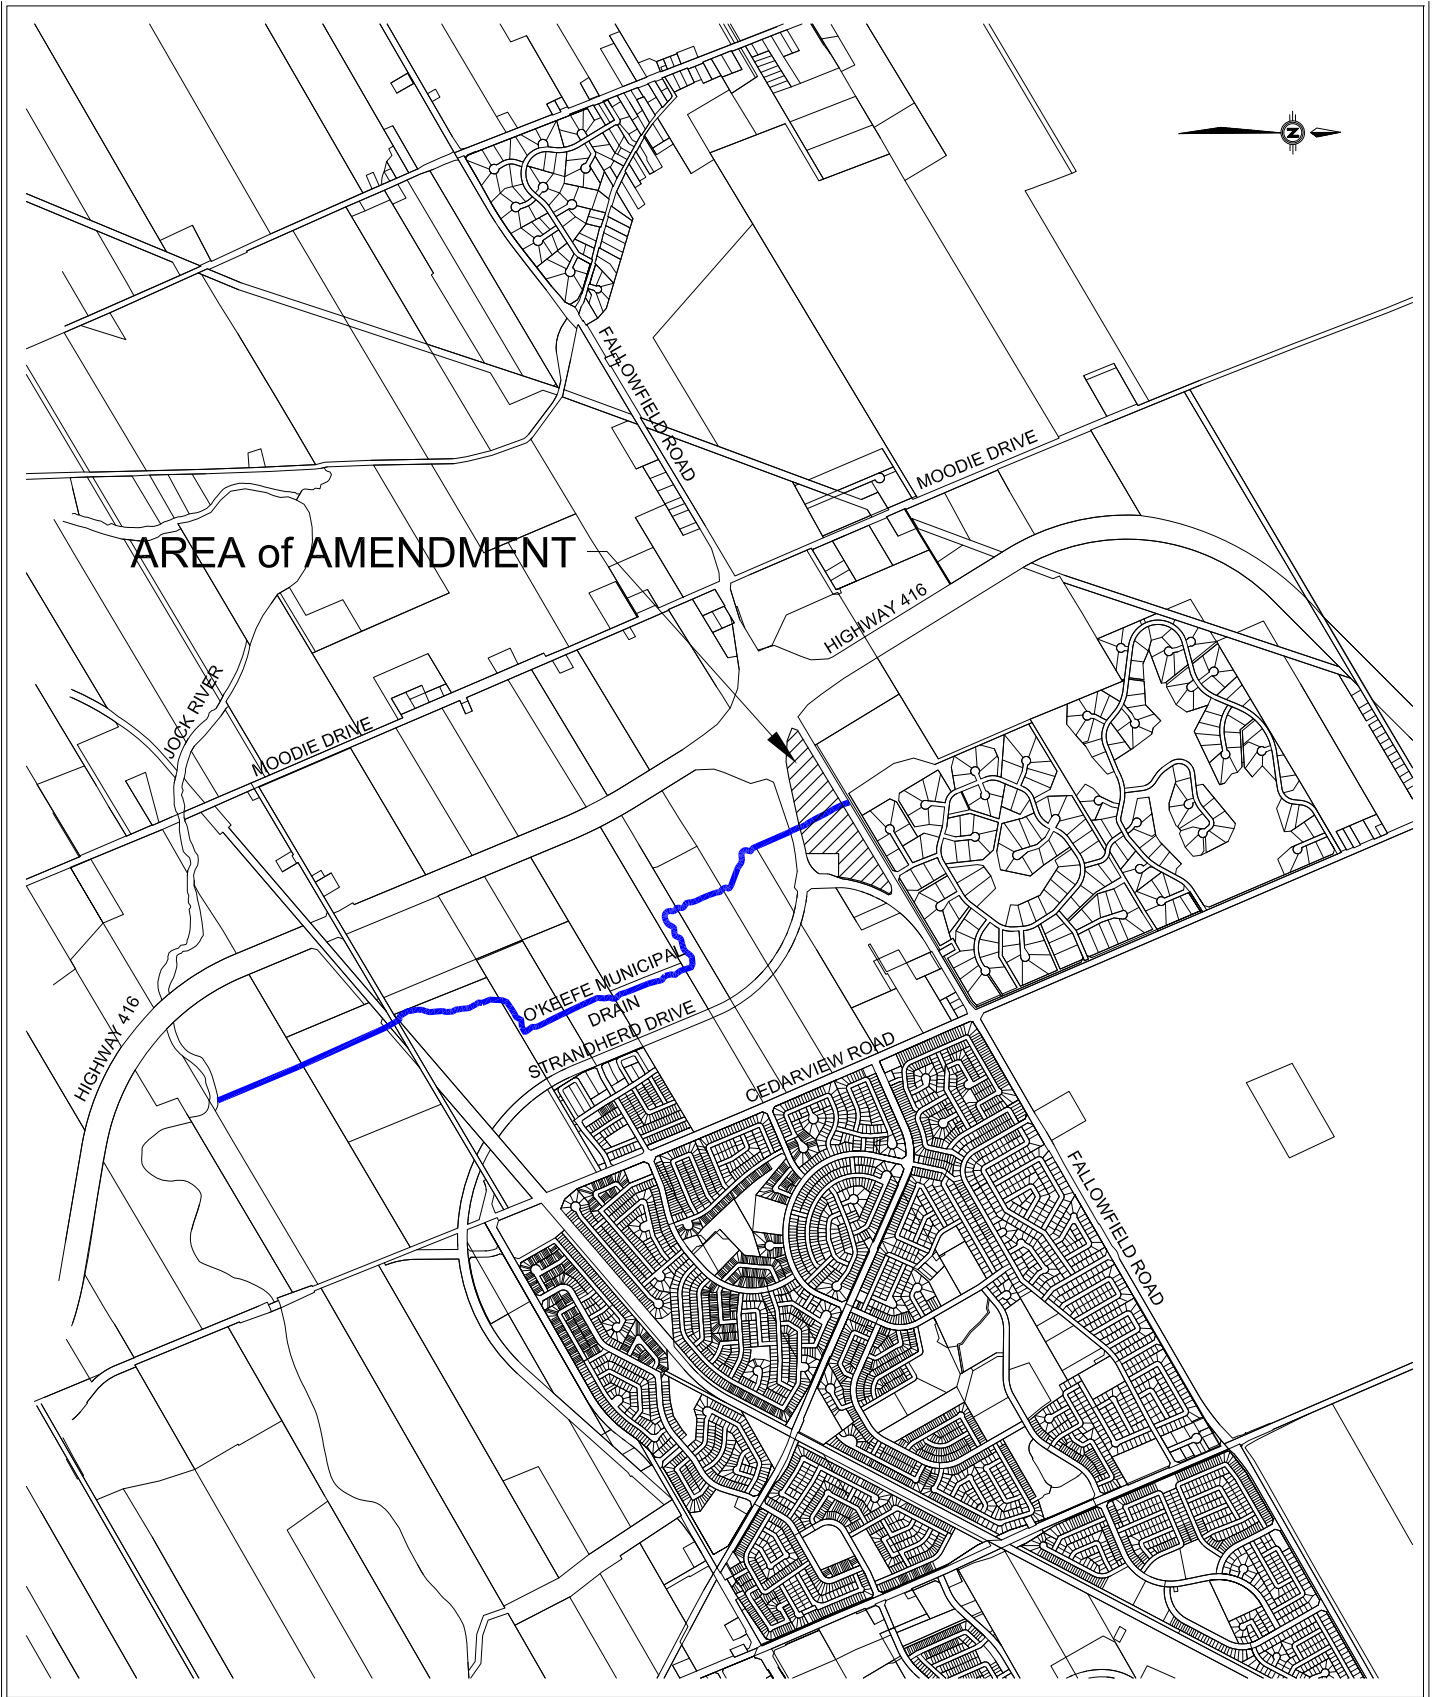 N
FALLOWFIELD ROAD
MOODIE DRIVE
AREA of AMENDMENT
HIGHWAY 416
JOCK RIVER
MOODIE DRIVE
O'KEEFE MUNICIPAL
DRAIN
STRANDHERD DRIVE
HIGHWAY 416
CEDARVIEW ROAD
FALLOWFIELD ROAD